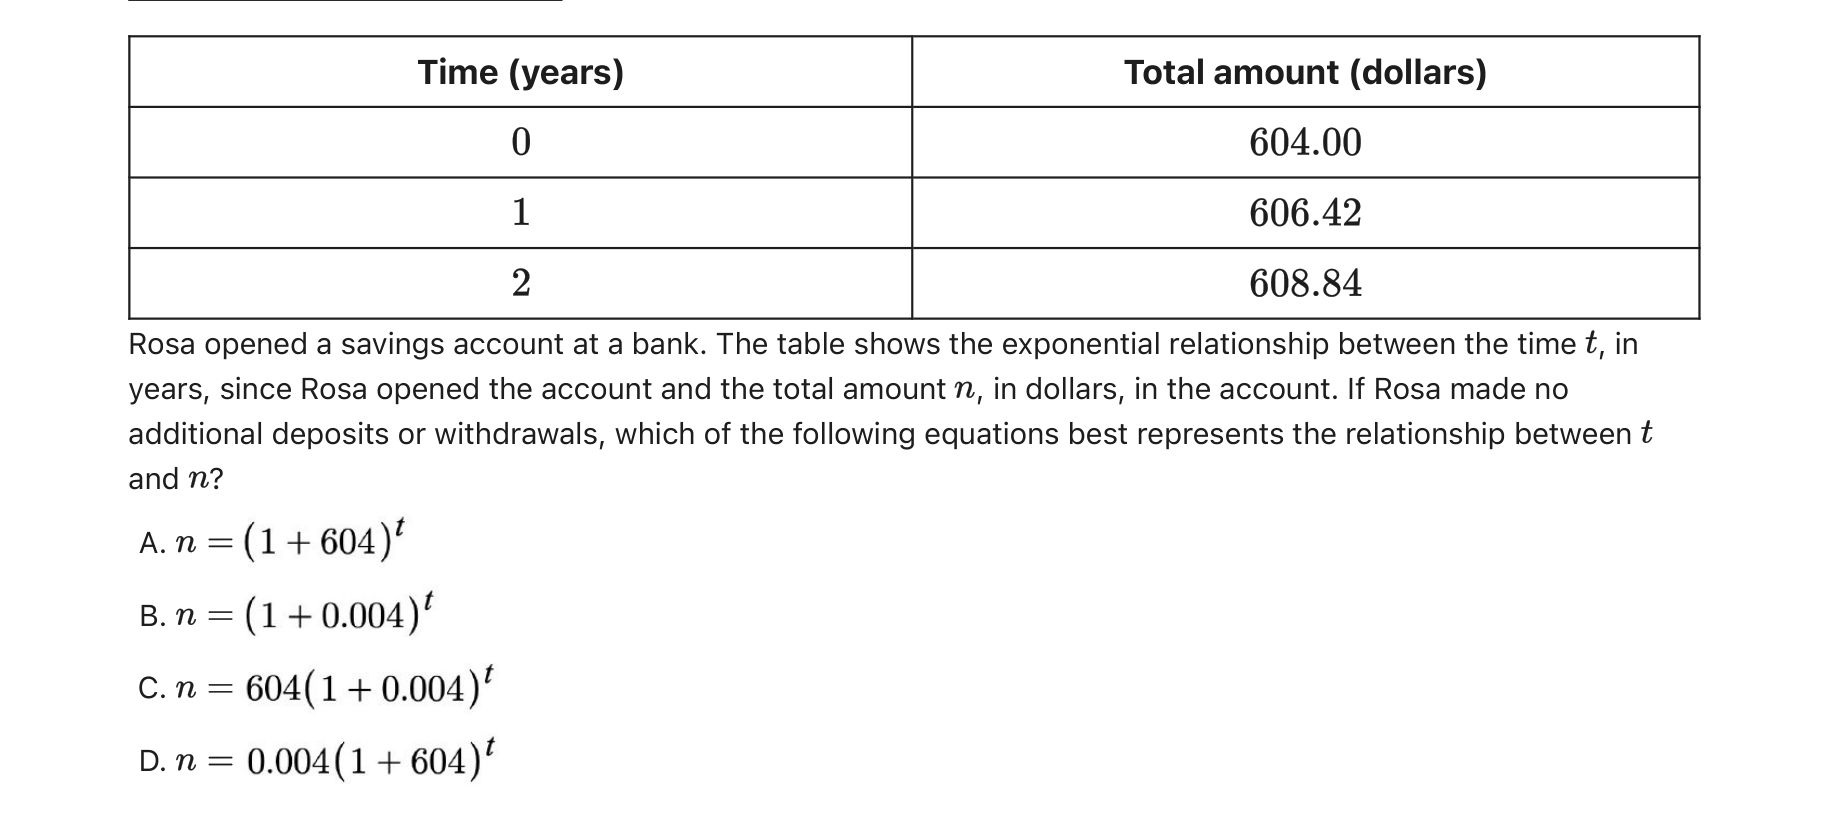 Time (years) Total amount (dollars)
0 604.00
1 606.42
2 608.84
Rosa opened a savings account at a bank. The table shows the exponential relationship between the time t, in
years, since Rosa opened the account and the total amount n, in dollars, in the account. If Rosa made no
additional deposits or withdrawals, which of the following equations best represents the relationship between t
and n?
A. n = (1 + 604)^t
B. n = (1 + 0.004)^t
C. n = 604(1 + 0.004)^t
D. n = 0.004(1 + 604)^t